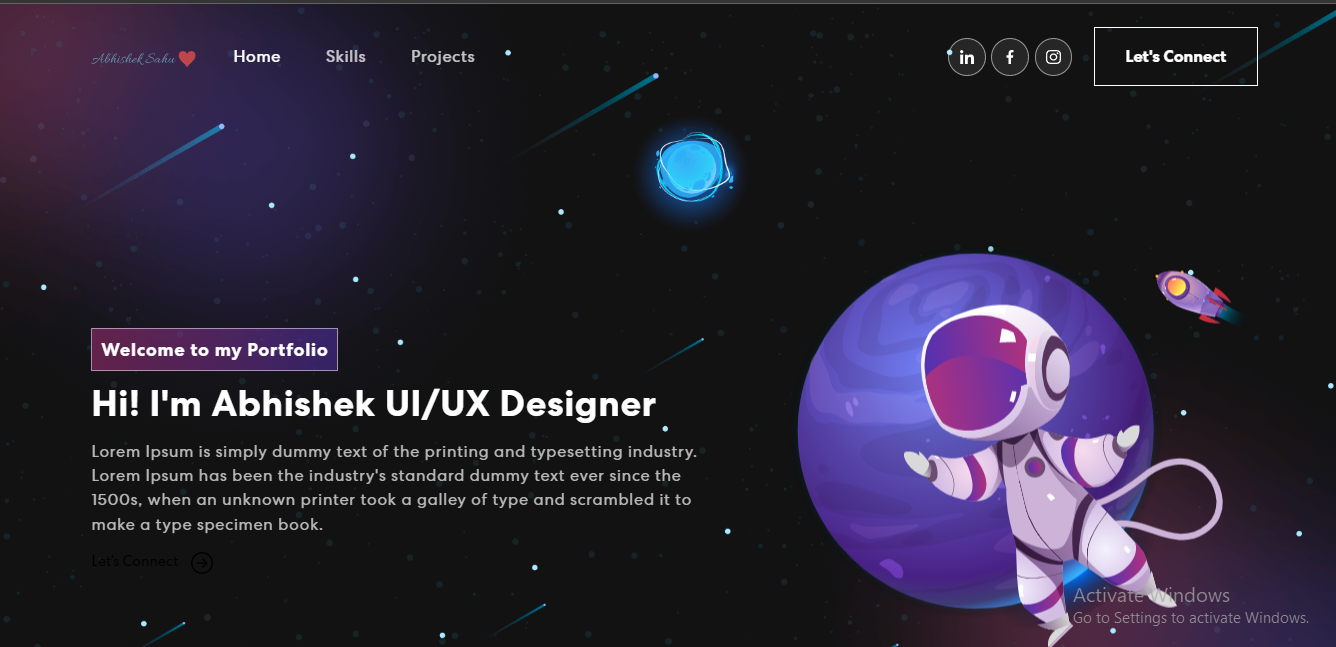 Abhishek Sahu
Home
Skills
Projects
Let's Connect
Welcome to my Portfolio
Hi! I'm Abhishek UI/UX Designer
Lorem Ipsum is simply dummy text of the printing and typesetting industry.
Lorem Ipsum has been the industry's standard dummy text ever since the
1500s, when an unknown printer took a galley of type and scrambled it to
make a type specimen book.
Let's Connect
Activate Windows
Go to Settings to activate Windows.